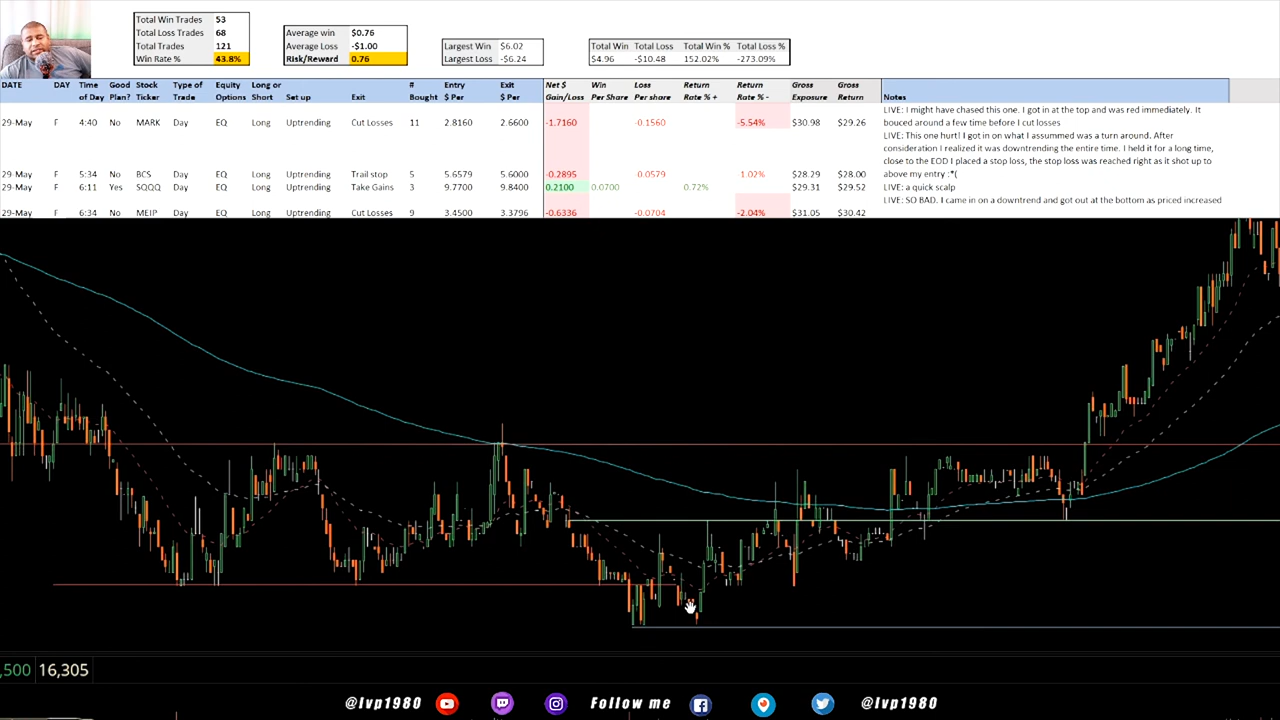 Total Win Trades 53
Total Loss Trades 68
Total Trades 121
Win Rate % 43.8%
Average win $0.76
Average Loss -$1.00
Risk/Reward 0.76
Largest Win $6.02
Largest Loss -$6.24
Total Win Total Loss Total Win % Total Loss %
$4.96 -$10.48 152.02% -273.09%
DATE DAY Time of Day Good Plan? Stock Ticker Type of Trade Equity Options Long or Short Set up Exit # Bought Entry $ Per Exit $ Per Net $ Gain/Loss Win Per Share Loss Per share Return Rate % + Return Rate % - Gross Exposure Gross Return Notes
29-May F 4:40 No MARK Day EQ Long Uptrending Cut Losses 11 2.8160 2.6600 -1.7160 -0.1560 -5.54% $30.98 $29.26
LIVE: I might have chased this one. I got in at the top and was red immediately. It
bouced around a few time before I cut losses
LIVE: This one hurt! I got in on what I assummed was a turn around. After
consideration I realized it was downtrending the entire time. I held it for a long time,
close to the EOD I placed a stop loss, the stop loss was reached right as it shot up to
29-May F 5:34 No BCS Day EQ Long Uptrending Trail stop 5 5.6579 5.6000 -0.2895 -0.0579 -1.02% $28.29 $28.00 above my entry :*(
29-May F 6:11 Yes SQQQ Day EQ Long Uptrending Take Gains 3 9.7700 9.8400 0.2100 0.0700 0.72% $29.31 $29.52 LIVE: a quick scalp
LIVE: SO BAD. I came in on a downtrend and got out at the bottom as priced increased
29-May F 6:34 No MEIP Day EQ Long Uptrending Cut Losses 9 3.4500 3.3796 -0.6336 -0.0704 -2.04% $31.05 $30.42
,500 16,305
@lvp1980 Follow me @lvp1980